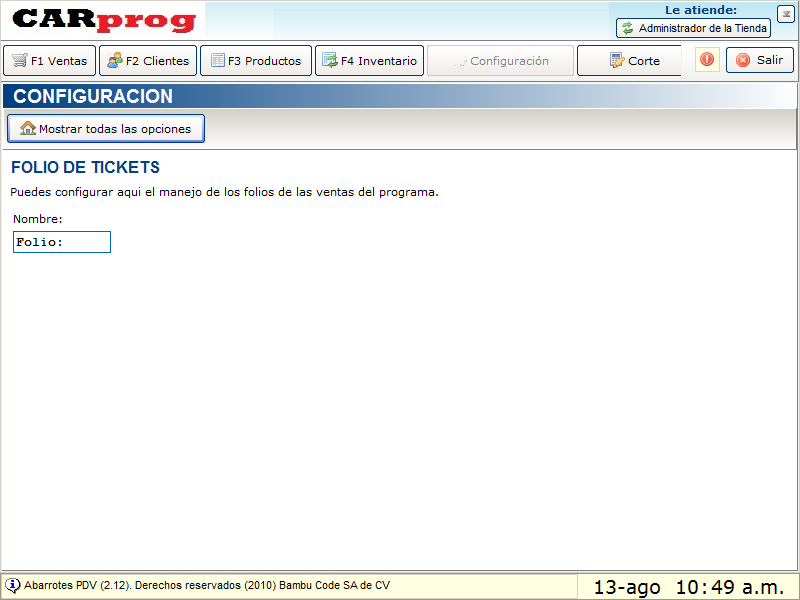 CARprog
Le atiende:
Administrador de la Tienda
F1 Ventas
F2 Clientes
F3 Productos
F4 Inventario
Configuración
Corte
Salir
CONFIGURACION
Mostrar todas las opciones
FOLIO DE TICKETS
Puedes configurar aqui el manejo de los folios de las ventas del programa.
Nombre:
Folio:
Abarrotes PDV (2.12). Derechos reservados (2010) Bambu Code SA de CV
13-ago 10:49 a.m.